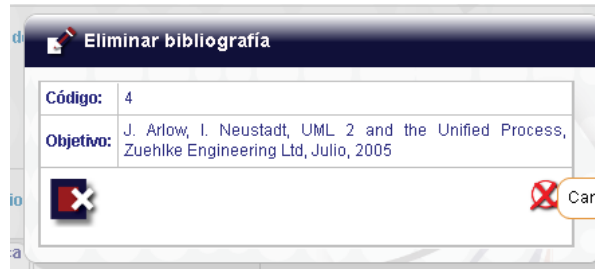 Eliminar bibliografía
Código: 4
Objetivo: J. Arlow, I. Neustadt, UML 2 and the Unified Process,
Zuehlke Engineering Ltd, Julio, 2005